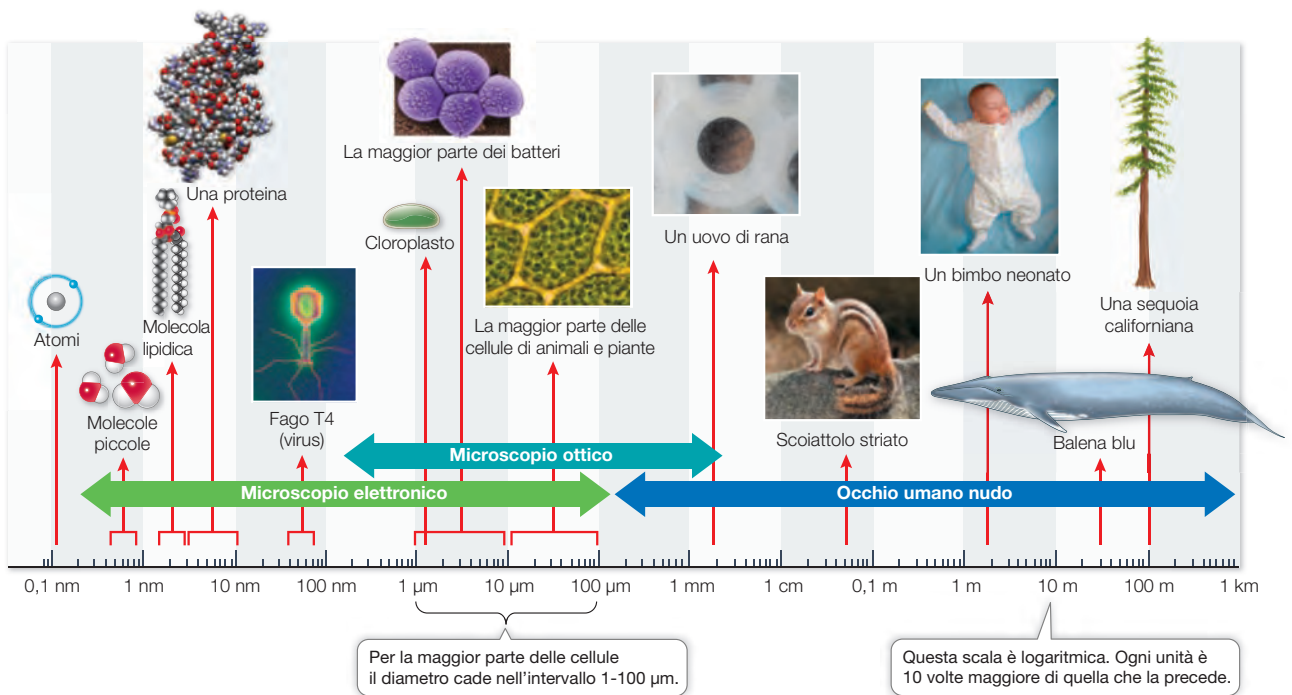 La maggior parte dei batteri
Una proteina
Cloroplasto
Un uovo di rana
Un bimbo neonato
Una sequoia
californiana
Atomi
Molecola
lipidica
La maggior parte delle
cellule di animali e piante
Molecole
piccole
Fago T4
(virus)
Scoiattolo striato
Balena blu
Microscopio ottico
Microscopio elettronico
Occhio umano nudo
0,1 nm 1 nm 10 nm 100 nm 1 µm 10 µm 100 µm 1 mm 1 cm 0,1 m 1 m 10 m 100 m 1 km
Per la maggior parte delle cellule
il diametro cade nell'intervallo 1-100 µm.
Questa scala è logaritmica. Ogni unità è
10 volte maggiore di quella che la precede.